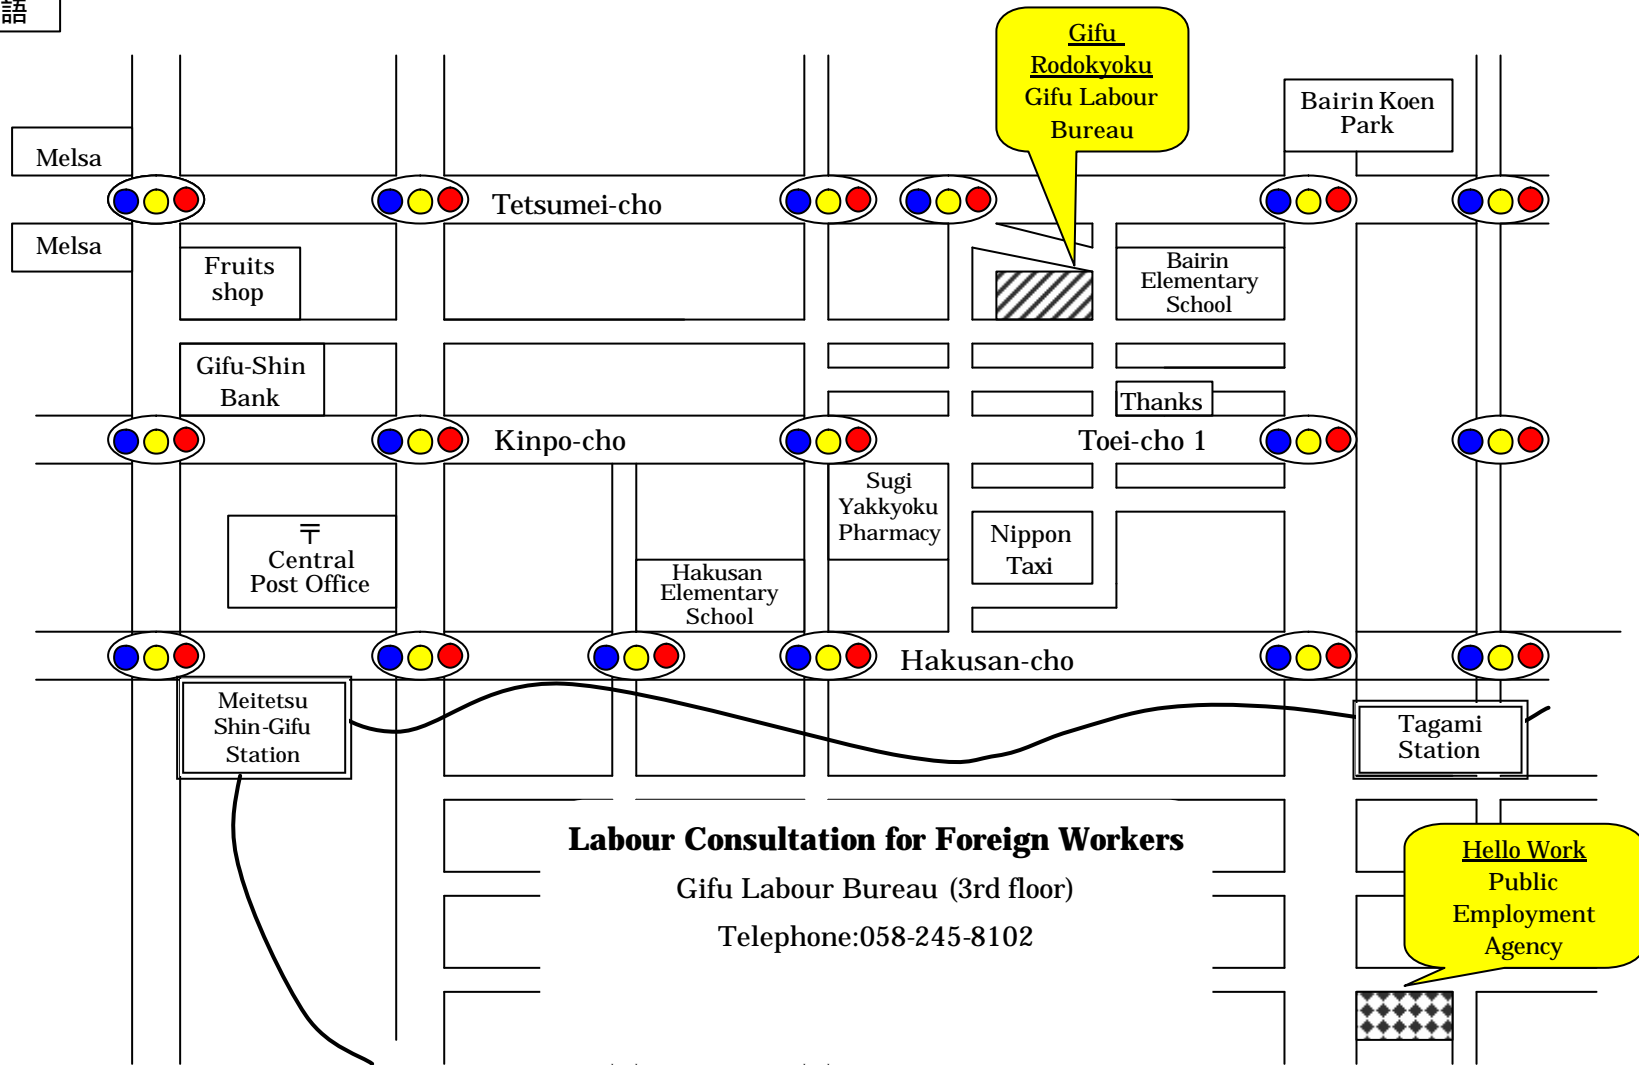 語
Gifu
Rodokyoku
Gifu Labour
Bureau
Bairin Koen
Park
Melsa
Tetsumei-cho
Melsa
Fruits
shop
Bairin
Elementary
School
Gifu-Shin
Bank
Thanks
Kinpo-cho
Toei-cho 1
Sugi
Yakkyoku
Pharmacy
〒
Central
Post Office
Nippon
Taxi
Hakusan
Elementary
School
Hakusan-cho
Meitetsu
Shin-Gifu
Station
Tagami
Station
Labour Consultation for Foreign Workers
Gifu Labour Bureau (3rd floor)
Telephone:058-245-8102
Hello Work
Public
Employment
Agency